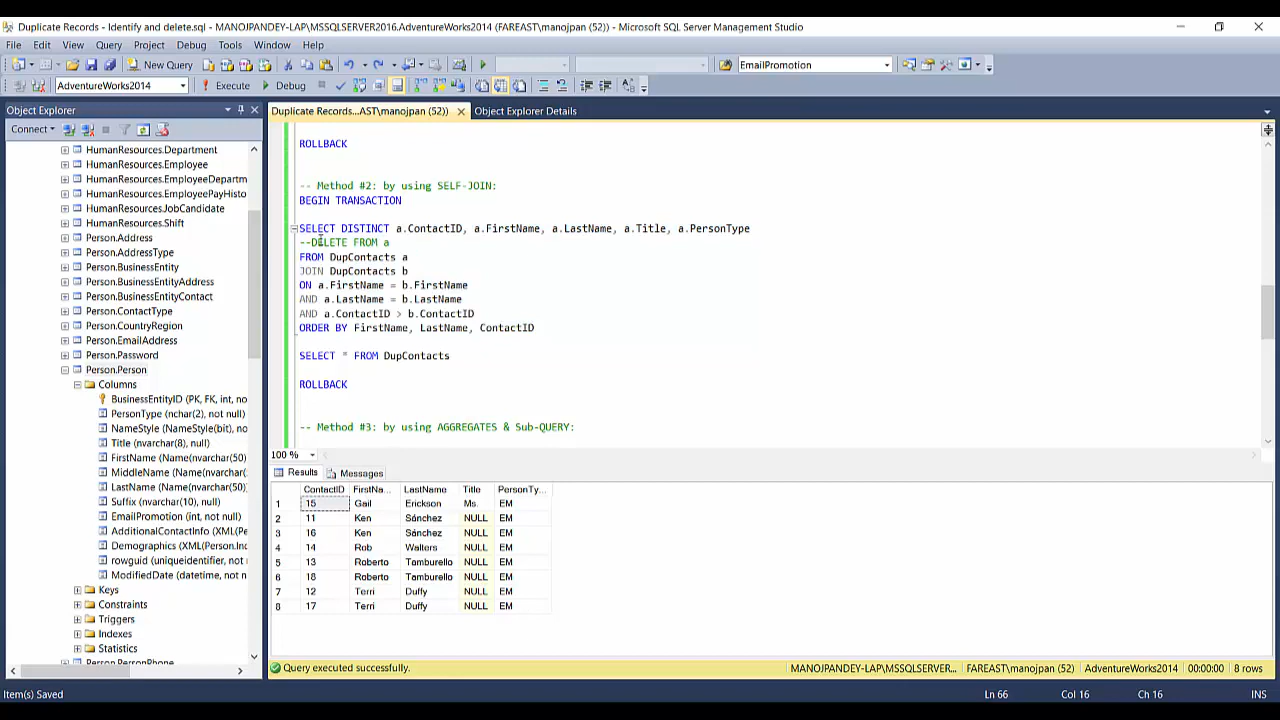 Duplicate Records - Identify and delete.sql - MANOJPANDEY-LAP\MSSQLSERVER2016.AdventureWorks2014 (FAREAST\manojpan (52)) - Microsoft SQL Server Management Studio
File Edit View Query Project Debug Tools Window Help
New Query EmailPromotion
AdventureWorks2014 Execute Debug
Object Explorer
Connect
HumanResources.Department
HumanResources.Employee
HumanResources.EmployeeDepartm
HumanResources.EmployeePayHisto
HumanResources.JobCandidate
HumanResources.Shift
Person.Address
Person.AddressType
Person.BusinessEntity
Person.BusinessEntityAddress
Person.BusinessEntityContact
Person.ContactType
Person.CountryRegion
Person.EmailAddress
Person.Password
Person.Person
Columns
BusinessEntityID (PK, FK, int, no
PersonType (nchar(2), not null)
NameStyle (NameStyle(bit), not
Title (nvarchar(8), null)
FirstName (Name(nvarchar(50)
MiddleName (Name(nvarchar(
LastName (Name(nvarchar(50)
Suffix (nvarchar(10), null)
EmailPromotion (int, not null)
AdditionalContactInfo (XML(Pe
Demographics (XML(Person.Ind
rowguid (uniqueidentifier, not
ModifiedDate (datetime, not n
Keys
Constraints
Triggers
Indexes
Statistics
Person.PersonPhone
Duplicate Records...AST\manojpan (52)) Object Explorer Details
ROLLBACK
-- Method #2: by using SELF-JOIN:
BEGIN TRANSACTION
SELECT DISTINCT a.ContactID, a.FirstName, a.LastName, a.Title, a.PersonType
--DELETE FROM a
FROM DupContacts a
JOIN DupContacts b
ON a.FirstName = b.FirstName
AND a.LastName = b.LastName
AND a.ContactID > b.ContactID
ORDER BY FirstName, LastName, ContactID
SELECT * FROM DupContacts
ROLLBACK
-- Method #3: by using AGGREGATES & Sub-QUERY:
100 %
Results Messages
ContactID FirstNa... LastName Title PersonTy...
1 15 Gail Erickson Ms. EM
2 11 Ken Sánchez NULL EM
3 16 Ken Sánchez NULL EM
4 14 Rob Walters NULL EM
5 13 Roberto Tamburello NULL EM
6 18 Roberto Tamburello NULL EM
7 12 Terri Duffy NULL EM
8 17 Terri Duffy NULL EM
Query executed successfully. MANOJPANDEY-LAP\MSSQLSERVER... FAREAST\manojpan (52) AdventureWorks2014 00:00:00 8 rows
Item(s) Saved Ln 66 Col 16 Ch 16 INS